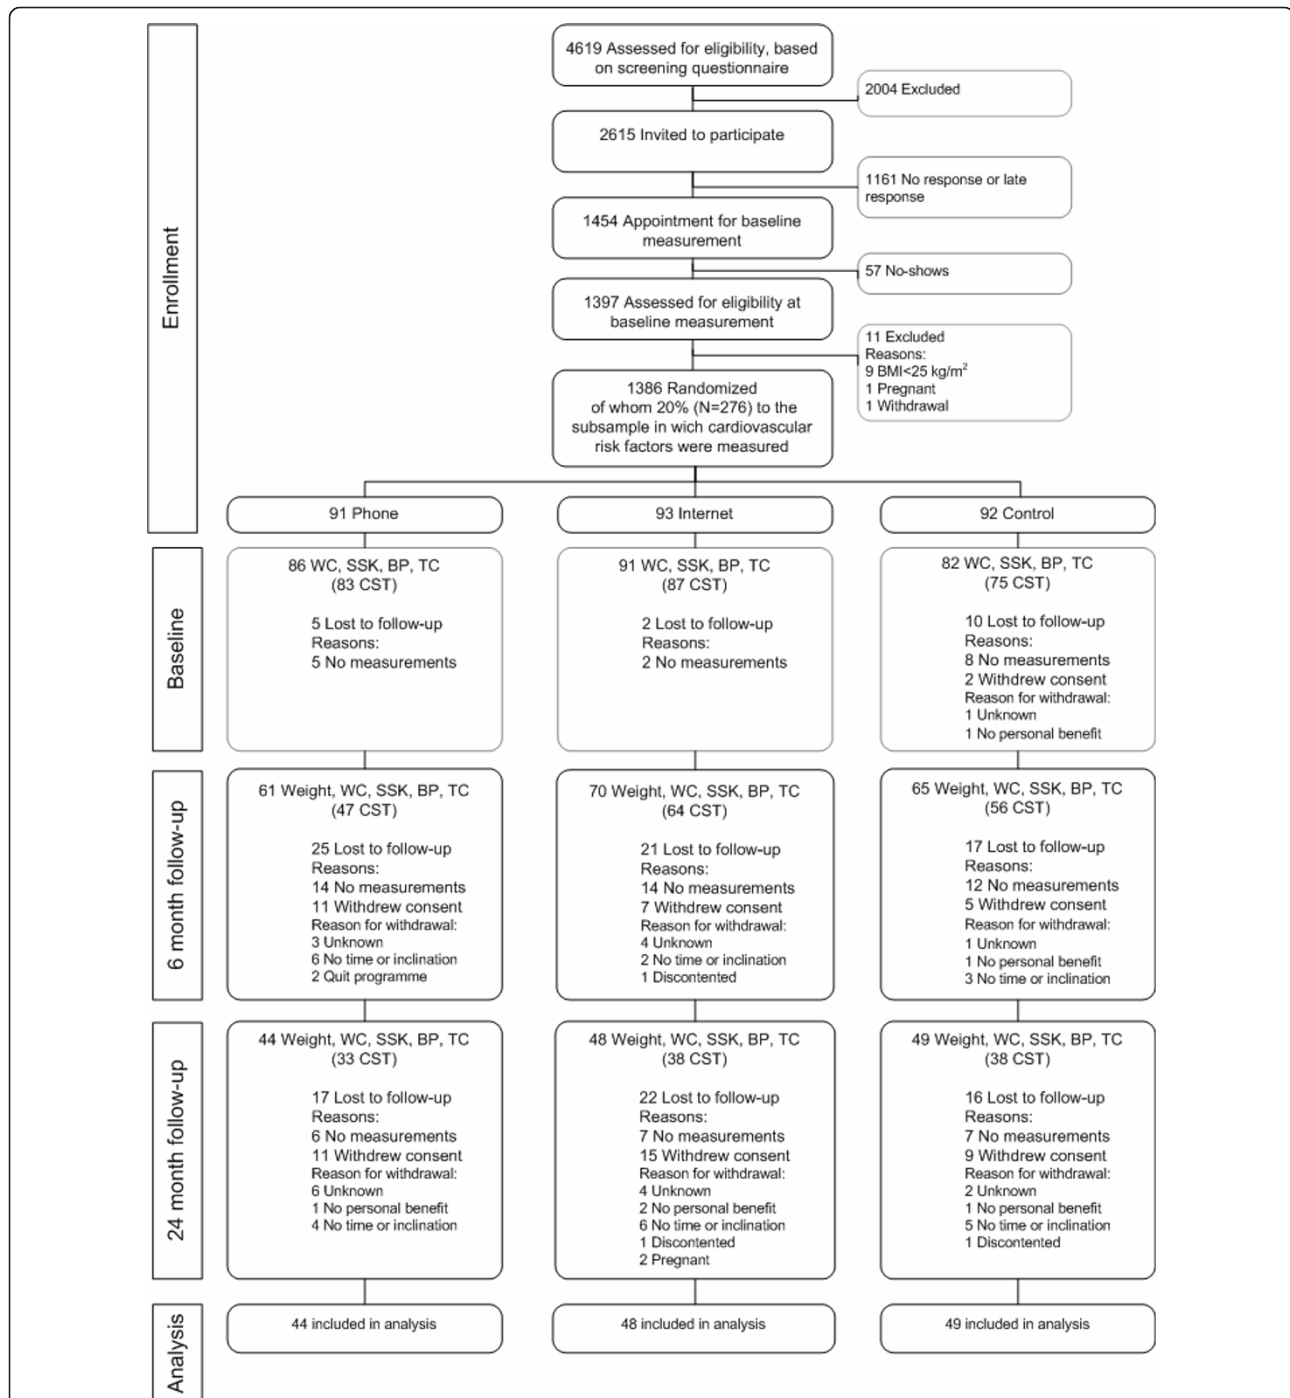 Enrollment
4619 Assessed for eligibility, based
on screening questionnaire
2004 Excluded
2615 Invited to participate
1161 No response or late
response
1454 Appointment for baseline
measurement
57 No-shows
1397 Assessed for eligibility at
baseline measurement
11 Excluded
Reasons:
9 BMI<25 kg/m²
1 Pregnant
1 Withdrawal
1386 Randomized
of whom 20% (N=276) to the
subsample in wich cardiovascular
risk factors were measured
91 Phone
93 Internet
92 Control
Baseline
86 WC, SSK, BP, TC
(83 CST)
5 Lost to follow-up
Reasons:
5 No measurements
91 WC, SSK, BP, TC
(87 CST)
2 Lost to follow-up
Reasons:
2 No measurements
82 WC, SSK, BP, TC
(75 CST)
10 Lost to follow-up
Reasons:
8 No measurements
2 Withdrew consent
Reason for withdrawal:
1 Unknown
1 No personal benefit
6 month follow-up
61 Weight, WC, SSK, BP, TC
(47 CST)
25 Lost to follow-up
Reasons:
14 No measurements
11 Withdrew consent
Reason for withdrawal:
3 Unknown
6 No time or inclination
2 Quit programme
70 Weight, WC, SSK, BP, TC
(64 CST)
21 Lost to follow-up
Reasons:
14 No measurements
7 Withdrew consent
Reason for withdrawal:
4 Unknown
2 No time or inclination
1 Discontented
65 Weight, WC, SSK, BP, TC
(56 CST)
17 Lost to follow-up
Reasons:
12 No measurements
5 Withdrew consent
Reason for withdrawal:
1 Unknown
1 No personal benefit
3 No time or inclination
24 month follow-up
44 Weight, WC, SSK, BP, TC
(33 CST)
17 Lost to follow-up
Reasons:
6 No measurements
11 Withdrew consent
Reason for withdrawal:
6 Unknown
1 No personal benefit
4 No time or inclination
48 Weight, WC, SSK, BP, TC
(38 CST)
22 Lost to follow-up
Reasons:
7 No measurements
15 Withdrew consent
Reason for withdrawal:
4 Unknown
2 No personal benefit
6 No time or inclination
1 Discontented
2 Pregnant
49 Weight, WC, SSK, BP, TC
(38 CST)
16 Lost to follow-up
Reasons:
7 No measurements
9 Withdrew consent
Reason for withdrawal:
2 Unknown
1 No personal benefit
5 No time or inclination
1 Discontented
Analysis
44 included in analysis
48 included in analysis
49 included in analysis